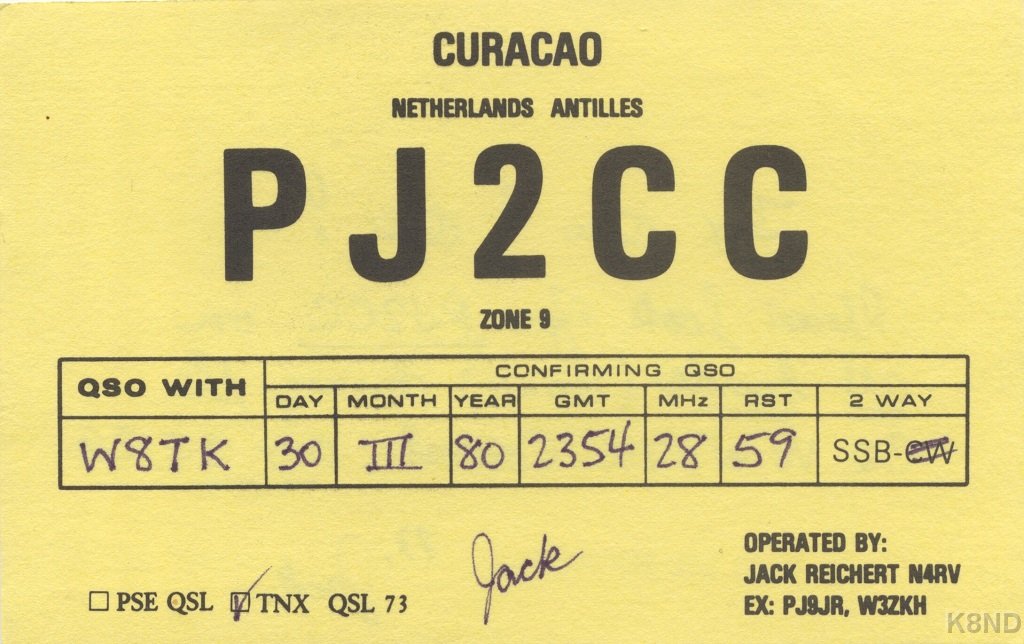 CURACAO
NETHERLANDS ANTILLES
PJ2CC
ZONE 9
QSO WITH CONFIRMING QSO
DAY MONTH YEAR GMT MHz RST 2 WAY
W8TK 30 III 80 2354 28 59 SSB-CW
Jack
OPERATED BY:
JACK REICHERT N4RV
EX: PJ9JR, W3ZKH
PSE QSL TNX QSL 73
K8ND